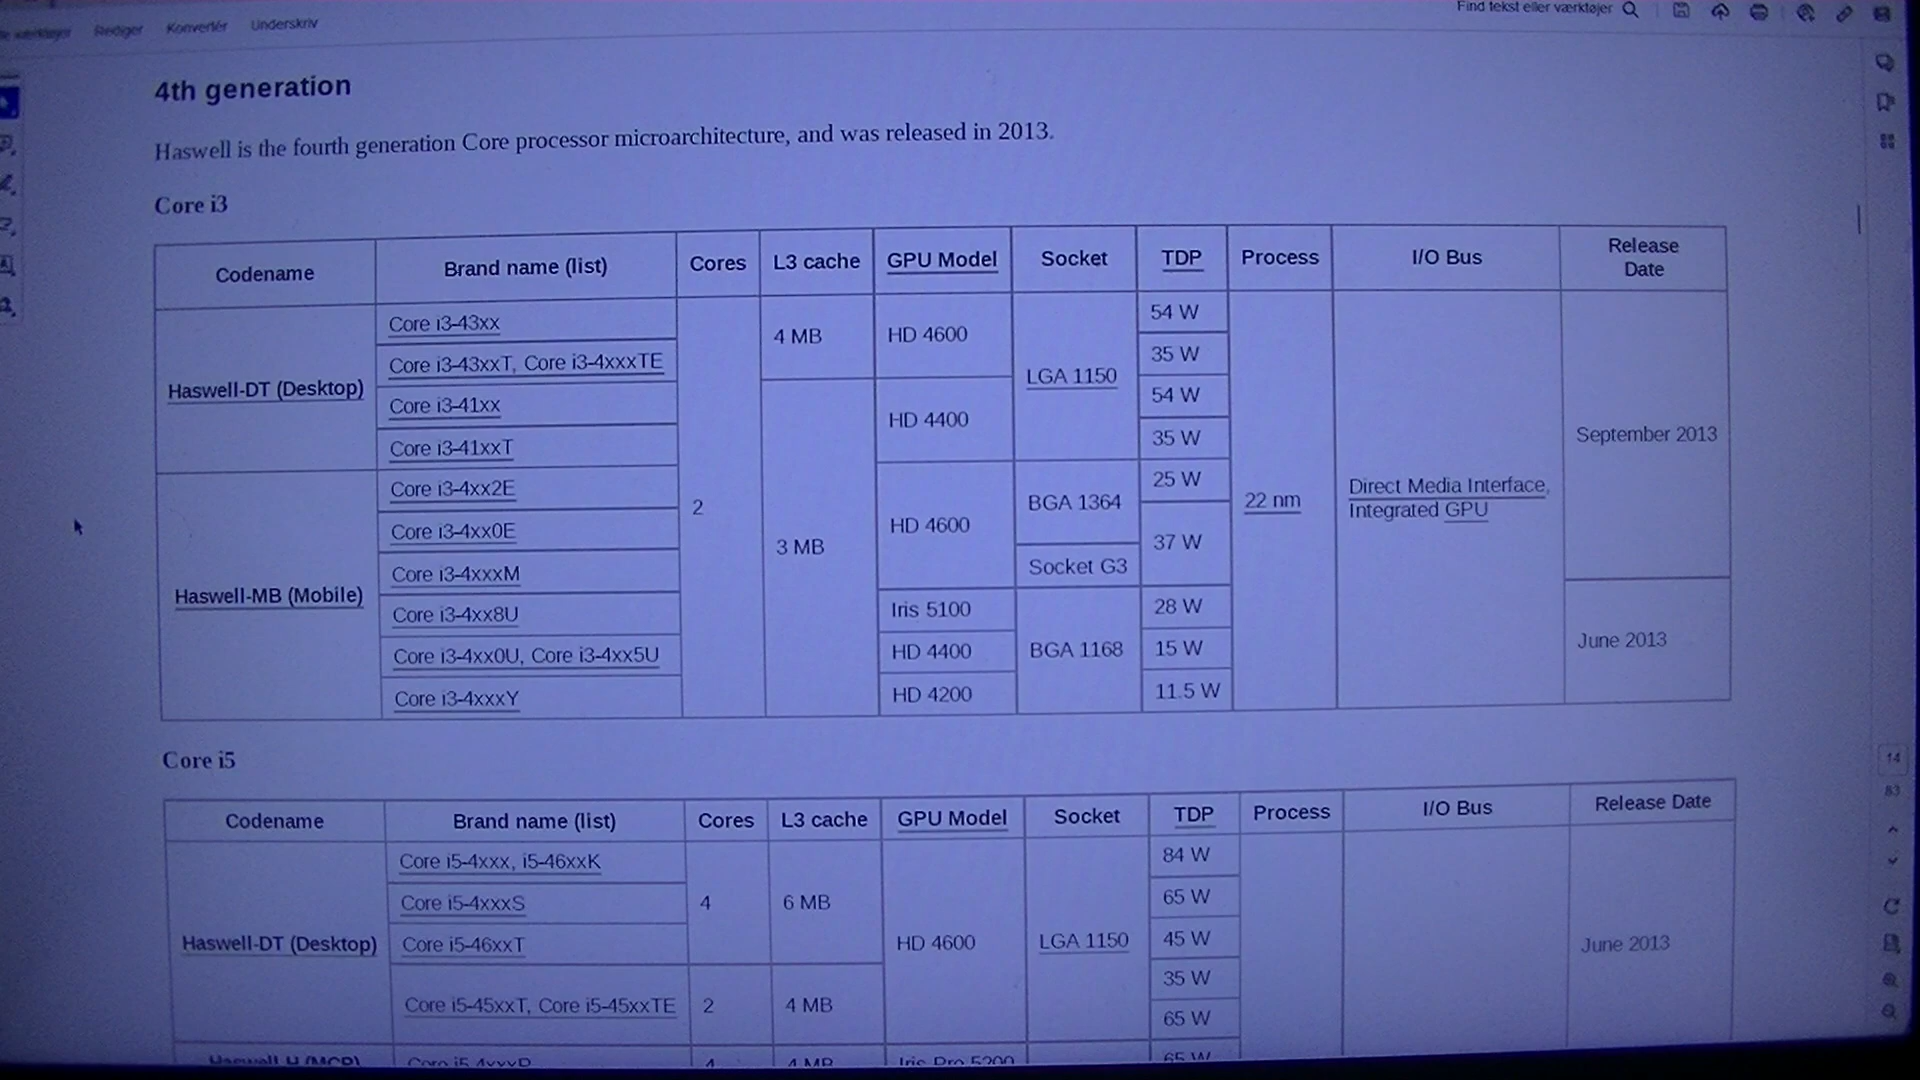 Rediger Konvertér Underskriv
Find tekst eller værktøjer
4th generation
Haswell is the fourth generation Core processor microarchitecture, and was released in 2013.
Core i3
Codename Brand name (list) Cores L3 cache GPU Model Socket TDP Process I/O Bus Release Date
Haswell-DT (Desktop) Core i3-43xx 2 4 MB HD 4600 LGA 1150 54 W 22 nm Direct Media Interface, Integrated GPU September 2013
Core i3-43xxT, Core i3-4xxxTE 35 W
Core i3-41xx 3 MB HD 4400 54 W
Core i3-41xxT 35 W
Haswell-MB (Mobile) Core i3-4xx2E HD 4600 BGA 1364 25 W
Core i3-4xx0E 37 W
Core i3-4xxxM Socket G3
Core i3-4xx8U Iris 5100 BGA 1168 28 W June 2013
Core i3-4xx0U, Core i3-4xx5U HD 4400 15 W
Core i3-4xxxY HD 4200 11.5 W
Core i5
Codename Brand name (list) Cores L3 cache GPU Model Socket TDP Process I/O Bus Release Date
Haswell-DT (Desktop) Core i5-4xxx, i5-46xxK 4 6 MB HD 4600 LGA 1150 84 W June 2013
Core i5-4xxxS 65 W
Core i5-46xxT 45 W
Core i5-45xxT, Core i5-45xxTE 2 4 MB 35 W
65 W
Iris Pro 5200 65 W
14
83